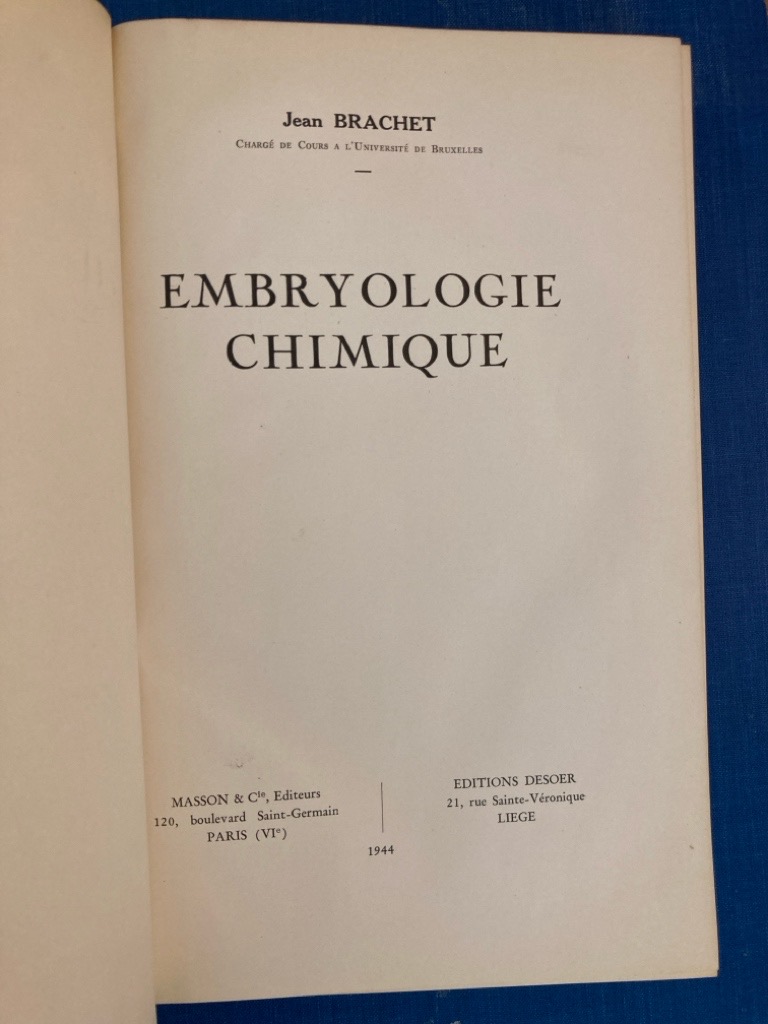 Jean BRACHET
CHARGÉ DE COURS A L'UNIVERSITÉ DE BRUXELLES
—
EMBRYOLOGIE
CHIMIQUE
MASSON & Cie, Editeurs
120, boulevard Saint-Germain
PARIS (VIe)
EDITIONS DESOER
21, rue Sainte-Véronique
LIEGE
1944